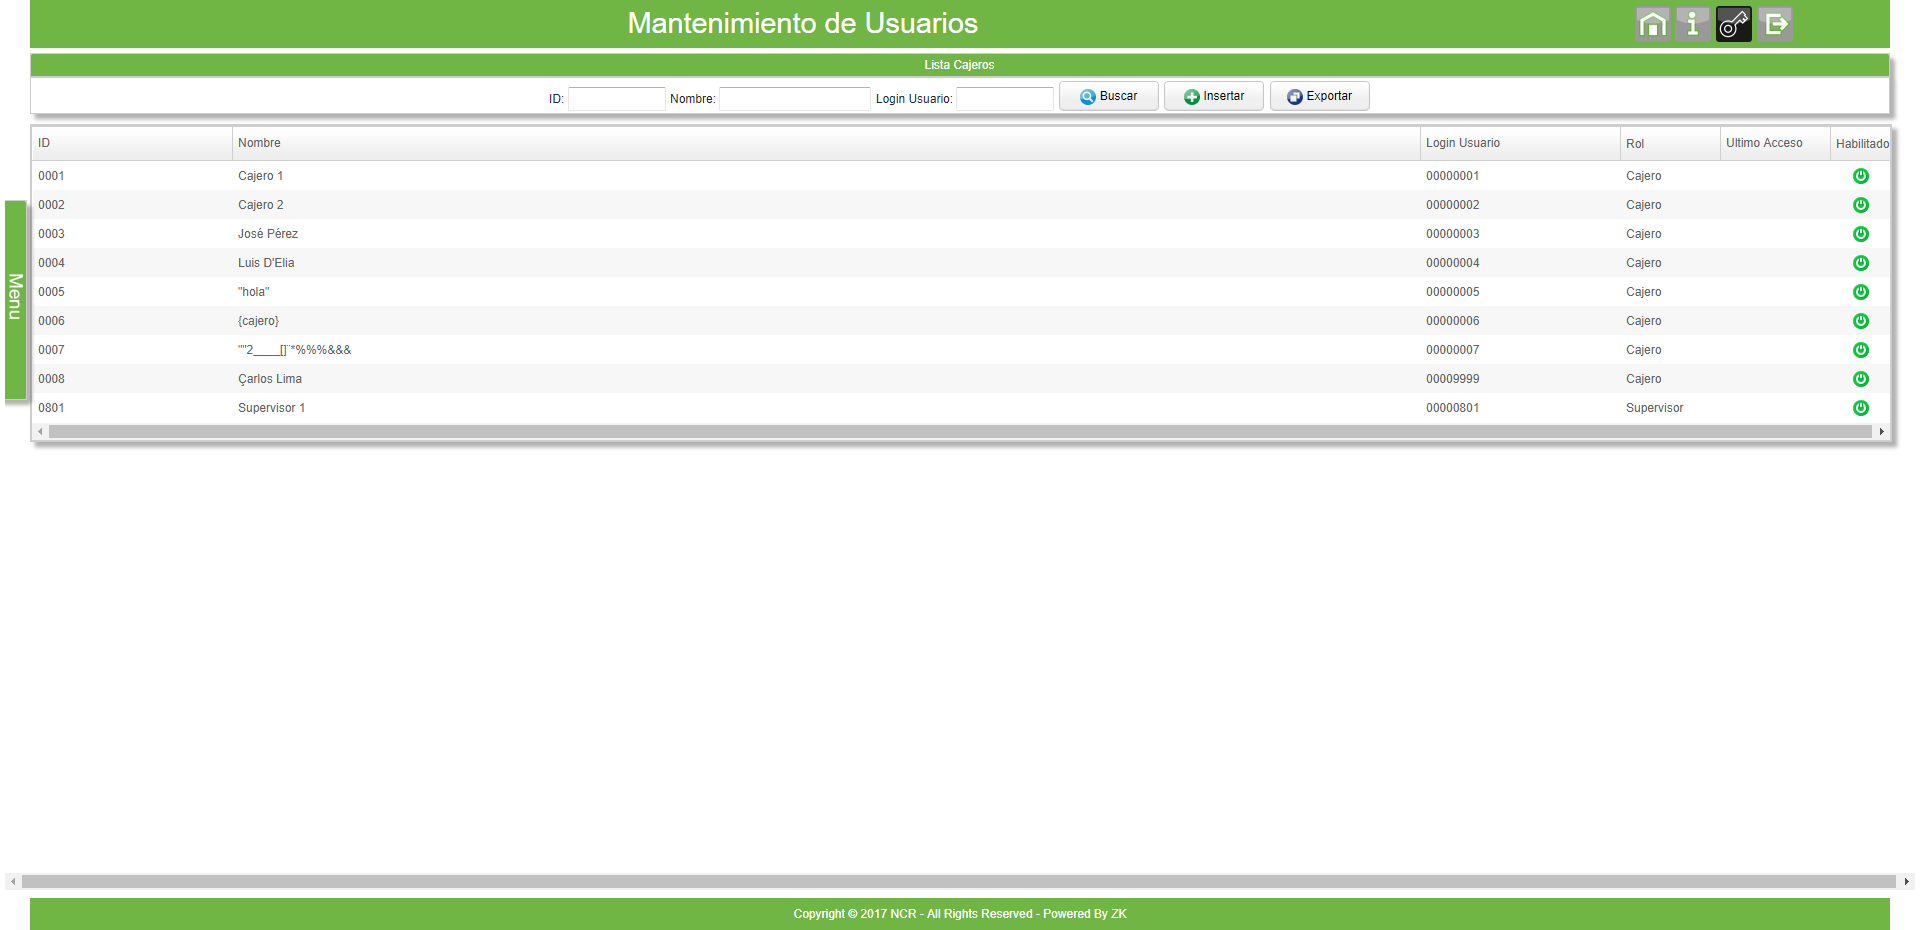 Mantenimiento de Usuarios
Lista Cajeros
ID: Nombre: Login Usuario: Buscar Insertar Exportar
ID Nombre Login Usuario Rol Ultimo Acceso Habilitado
0001 Cajero 1 00000001 Cajero
0002 Cajero 2 00000002 Cajero
0003 José Pérez 00000003 Cajero
0004 Luis D'Elia 00000004 Cajero
0005 "hola" 00000005 Cajero
0006 {cajero} 00000006 Cajero
0007 ""2____[]¨*%%%&&& 00000007 Cajero
0008 Çarlos Lima 00009999 Cajero
0801 Supervisor 1 00000801 Supervisor
Menu
Copyright © 2017 NCR - All Rights Reserved - Powered By ZK